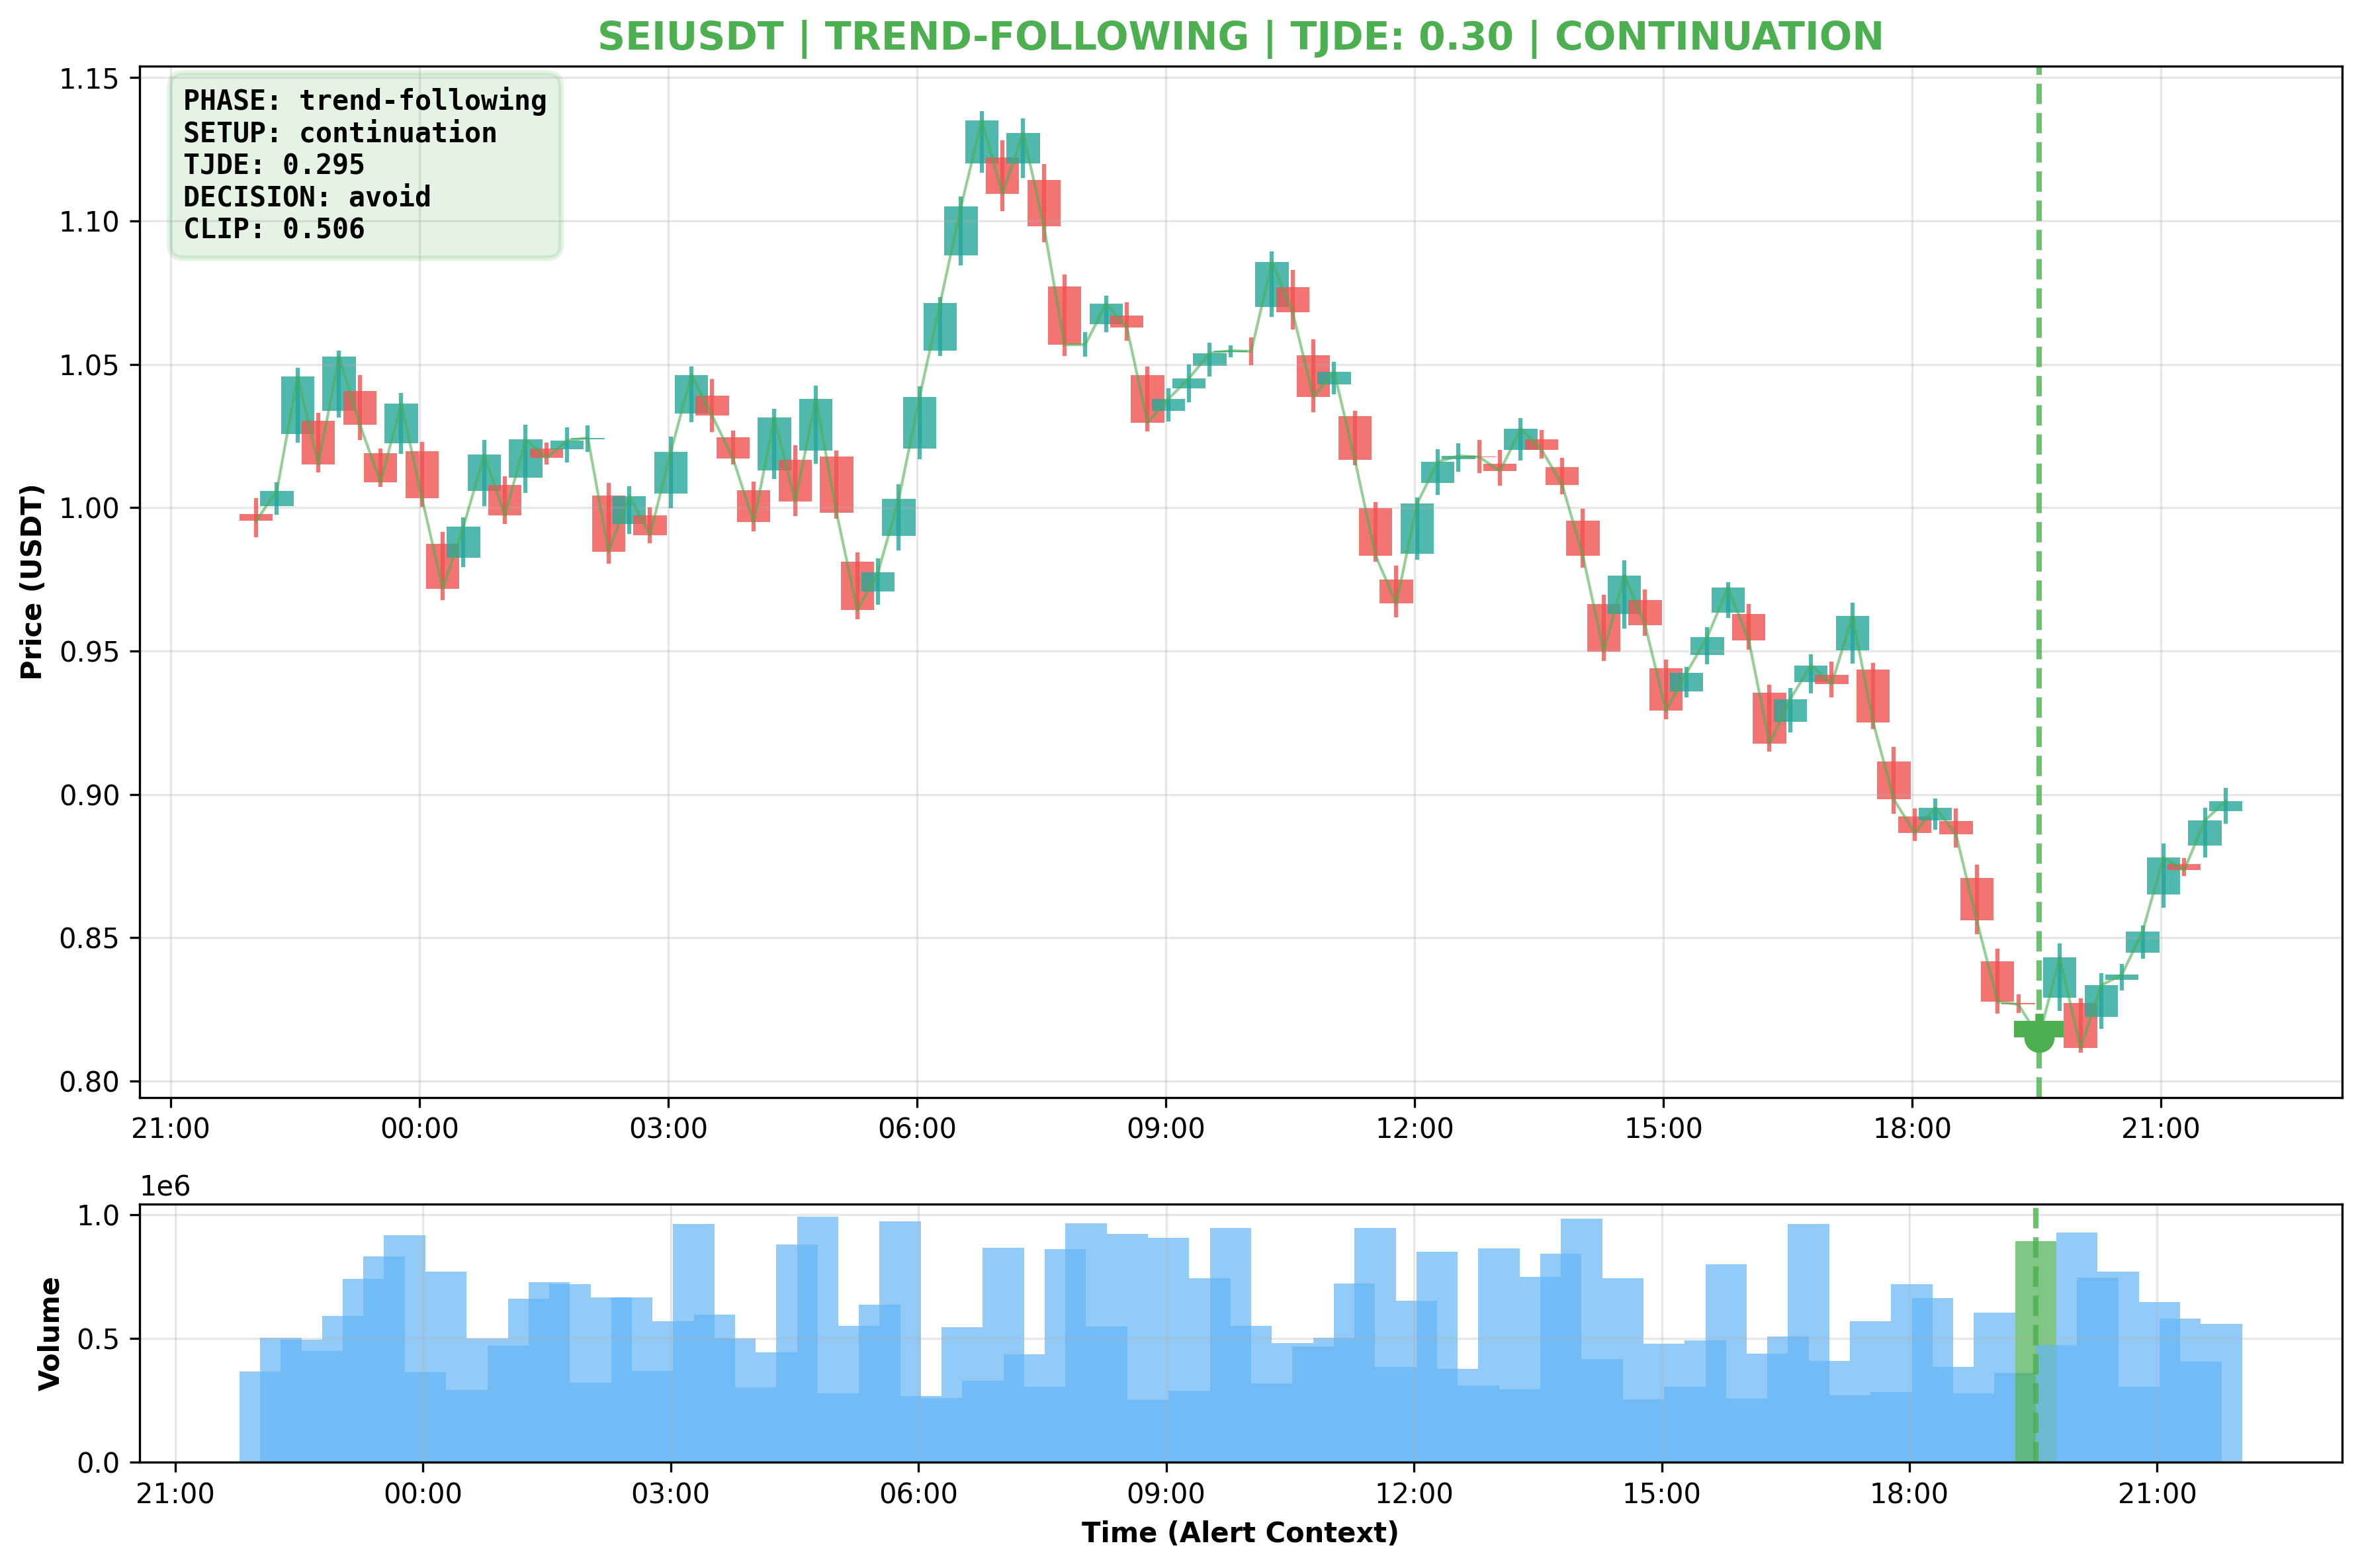 SEIUSDT | TREND-FOLLOWING | TJDE: 0.30 | CONTINUATION
PHASE: trend-following
SETUP: continuation
TJDE: 0.295
DECISION: avoid
CLIP: 0.506
Price (USDT)
1.15
1.10
1.05
1.00
0.95
0.90
0.85
0.80
21:00 00:00 03:00 06:00 09:00 12:00 15:00 18:00 21:00
1e6
Volume
1.0
0.5
0.0
21:00 00:00 03:00 06:00 09:00 12:00 15:00 18:00 21:00
Time (Alert Context)